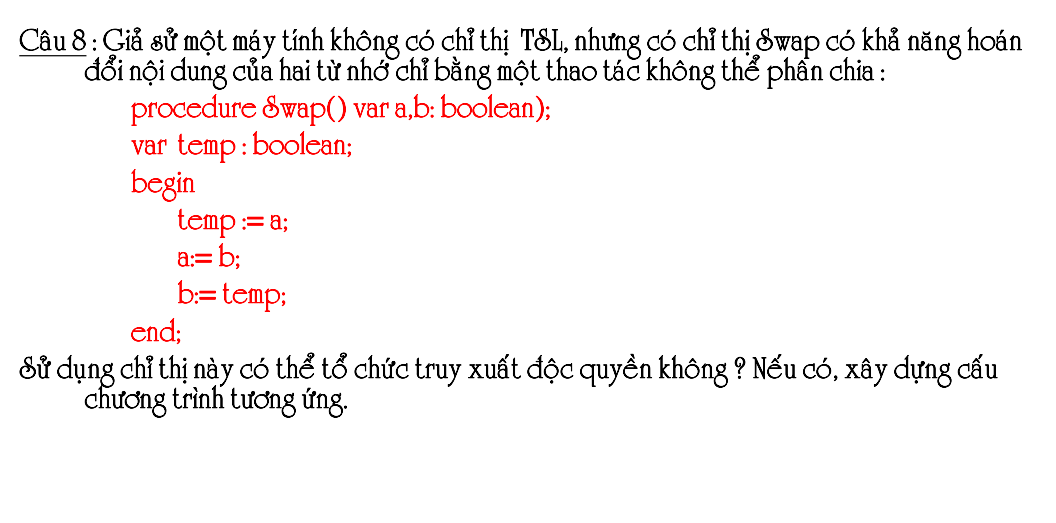 Câu 8 : Giả sử một máy tính không có chỉ thị TSL, nhưng có chỉ thị Swap có khả năng hoán
đổi nội dung của hai từ nhớ chỉ bằng một thao tác không thể phân chia :
procedure Swap() var a,b: boolean);
var temp : boolean;
begin
temp := a;
a:= b;
b:= temp;
end;
Sử dụng chỉ thị này có thể tổ chức truy xuất độc quyền không ? Nếu có, xây dựng cấu
chương trình tương ứng.